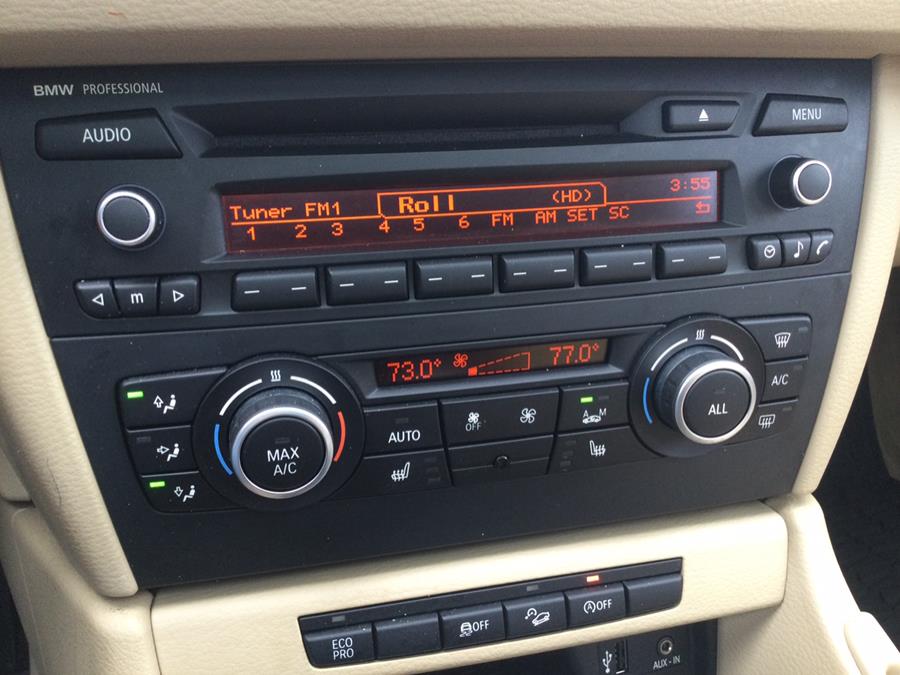 BMW PROFESSIONAL
AUDIO
MENU
Tuner FM1 Roll (HD) 3:55
1 2 3 4 5 6 FM AM SET SC
m
73.0° 77.0°
MAX
A/C
AUTO
OFF
A M
ALL
A/C
ECO
PRO
OFF
OFF
AUX-IN